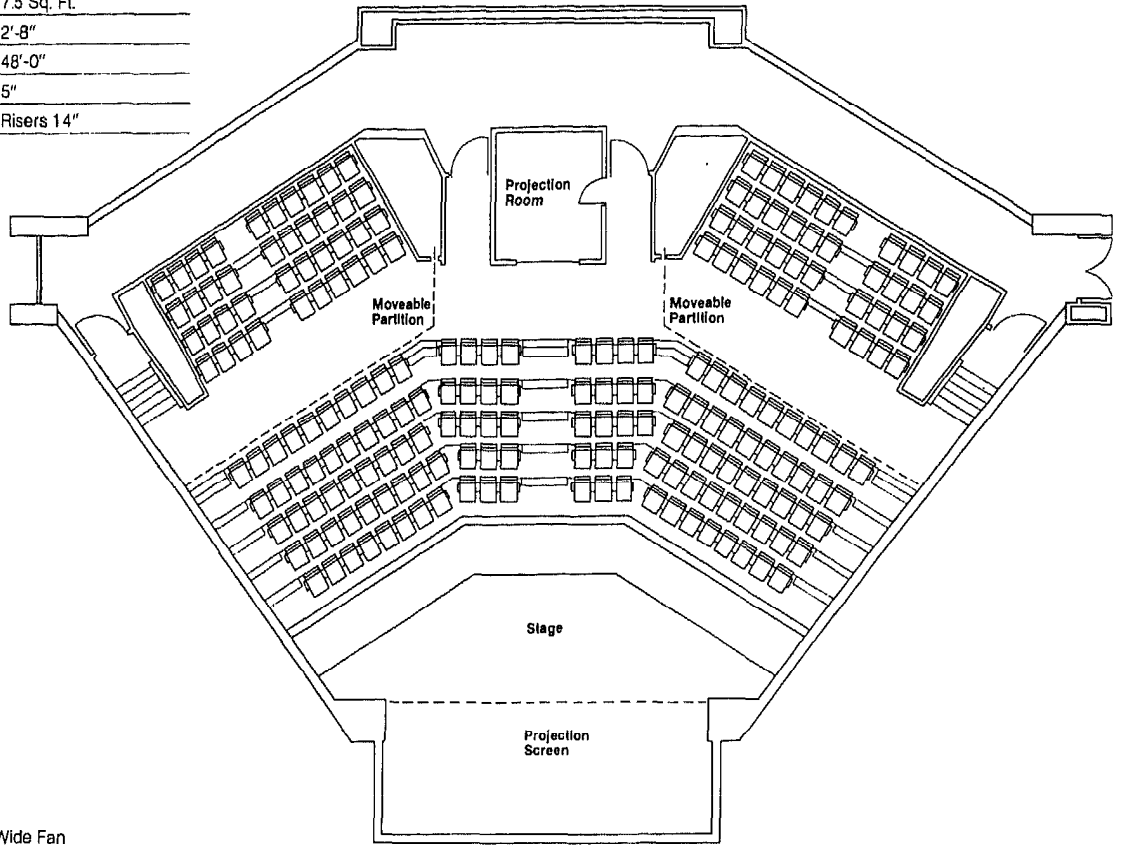 7.5 Sq. Ft.
2'-8"
48'-0"
5"
Risers 14"
Projection
Room
Moveable
Partition
Moveable
Partition
Stage
Projection
Screen
Wide Fan